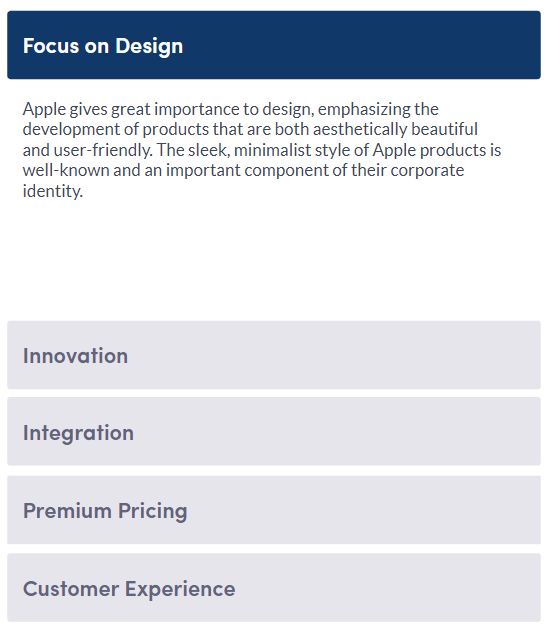 Focus on Design
Apple gives great importance to design, emphasizing the
development of products that are both aesthetically beautiful
and user-friendly. The sleek, minimalist style of Apple products is
well-known and an important component of their corporate
identity.
Innovation
Integration
Premium Pricing
Customer Experience